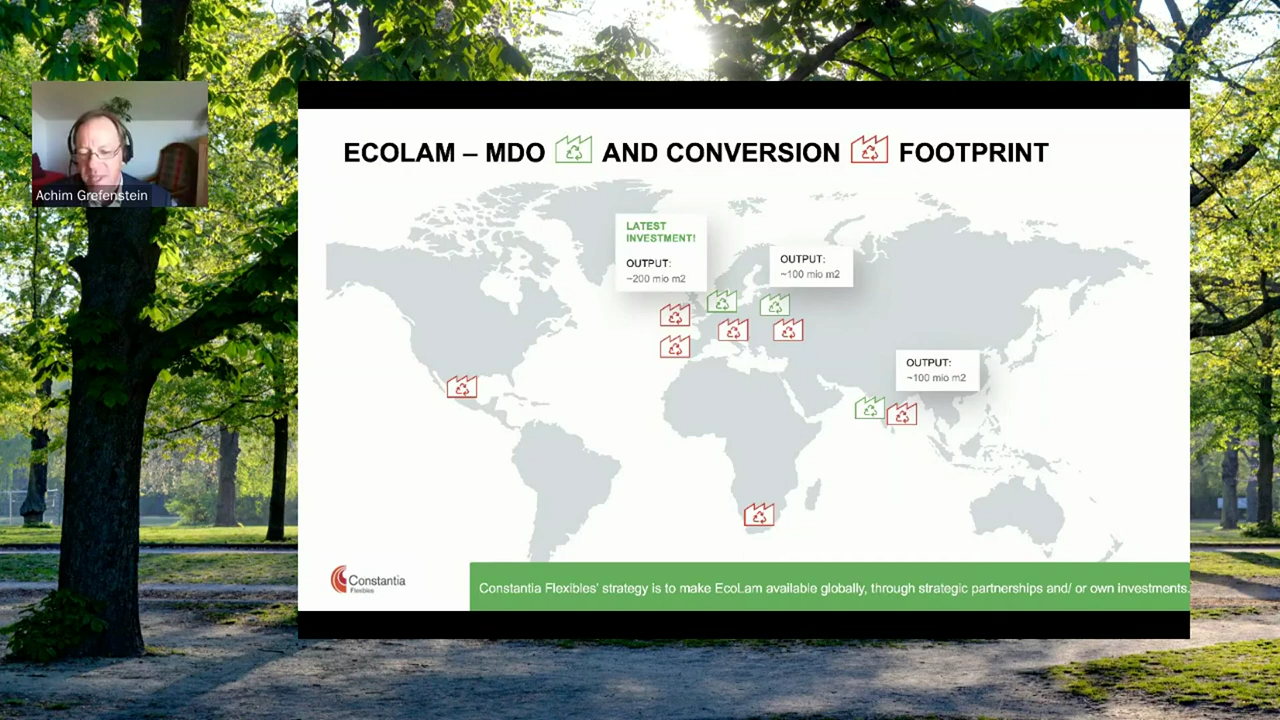 Achim Grefenstein
ECOLAM – MDO AND CONVERSION FOOTPRINT
LATEST
INVESTMENT!
OUTPUT:
~200 mio m2
OUTPUT:
~100 mio m2
OUTPUT:
~100 mio m2
Constantia
Flexibles
Constantia Flexibles' strategy is to make EcoLam available globally, through strategic partnerships and/ or own investments.